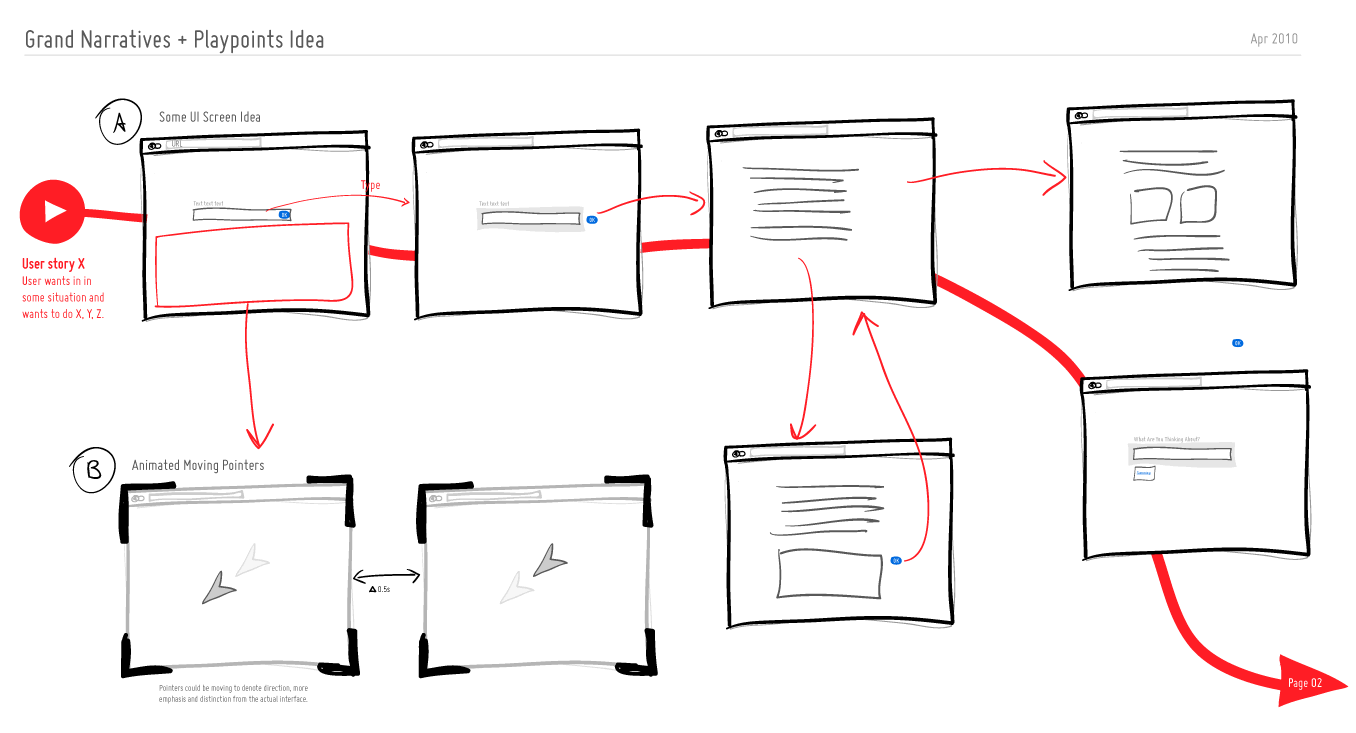 Grand Narratives + Playpoints Idea
Apr 2010
A
Some UI Screen Idea
URL
Type
Text text text
OK
Text text text
OK
User story X
User wants in in
some situation and
wants to do X, Y, Z.
OK
What Are You Thinking About?
B
Animated Moving Pointers
OK
0.5s
Page 02
Pointers could be moving to denote direction, more
emphasis and distinction from the actual interface.